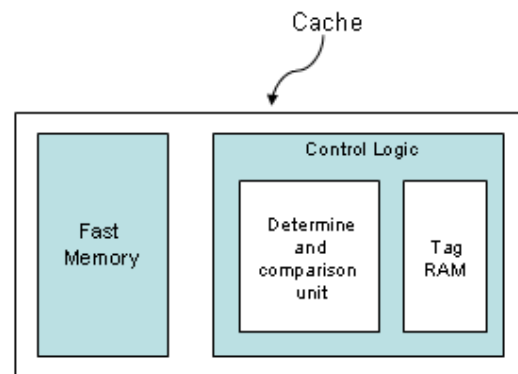 Cache
Fast
Memory
Control Logic
Determine
and
comparison
unit
Tag
RAM